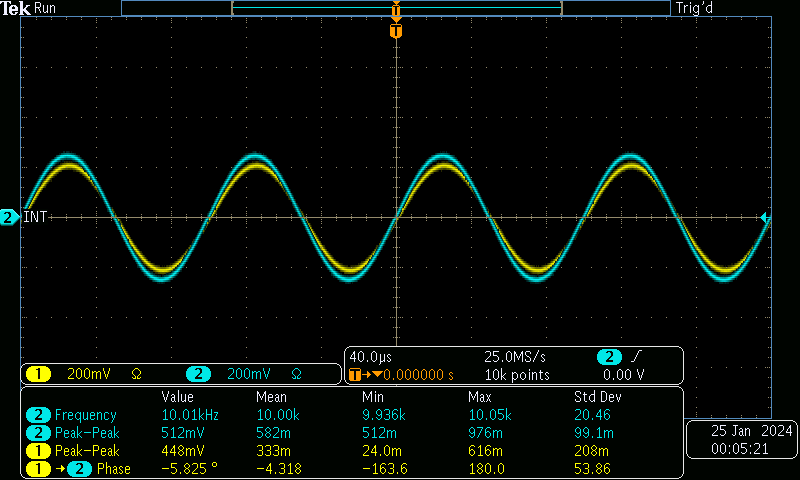 Tek Run Trig'd
T
T
2 INT
1 200mV Ω 2 200mV Ω
40.0µs 25.0MS/s 2
T→▼0.000000 s 10k points 0.00 V
Value Mean Min Max Std Dev
2 Frequency 10.01kHz 10.00k 9.936k 10.05k 20.46
2 Peak-Peak 512mV 582m 512m 976m 99.1m
1 Peak-Peak 448mV 333m 24.0m 616m 208m
1 →2 Phase -5.825 ° -4.318 -163.6 180.0 53.86
25 Jan 2024
00:05:21